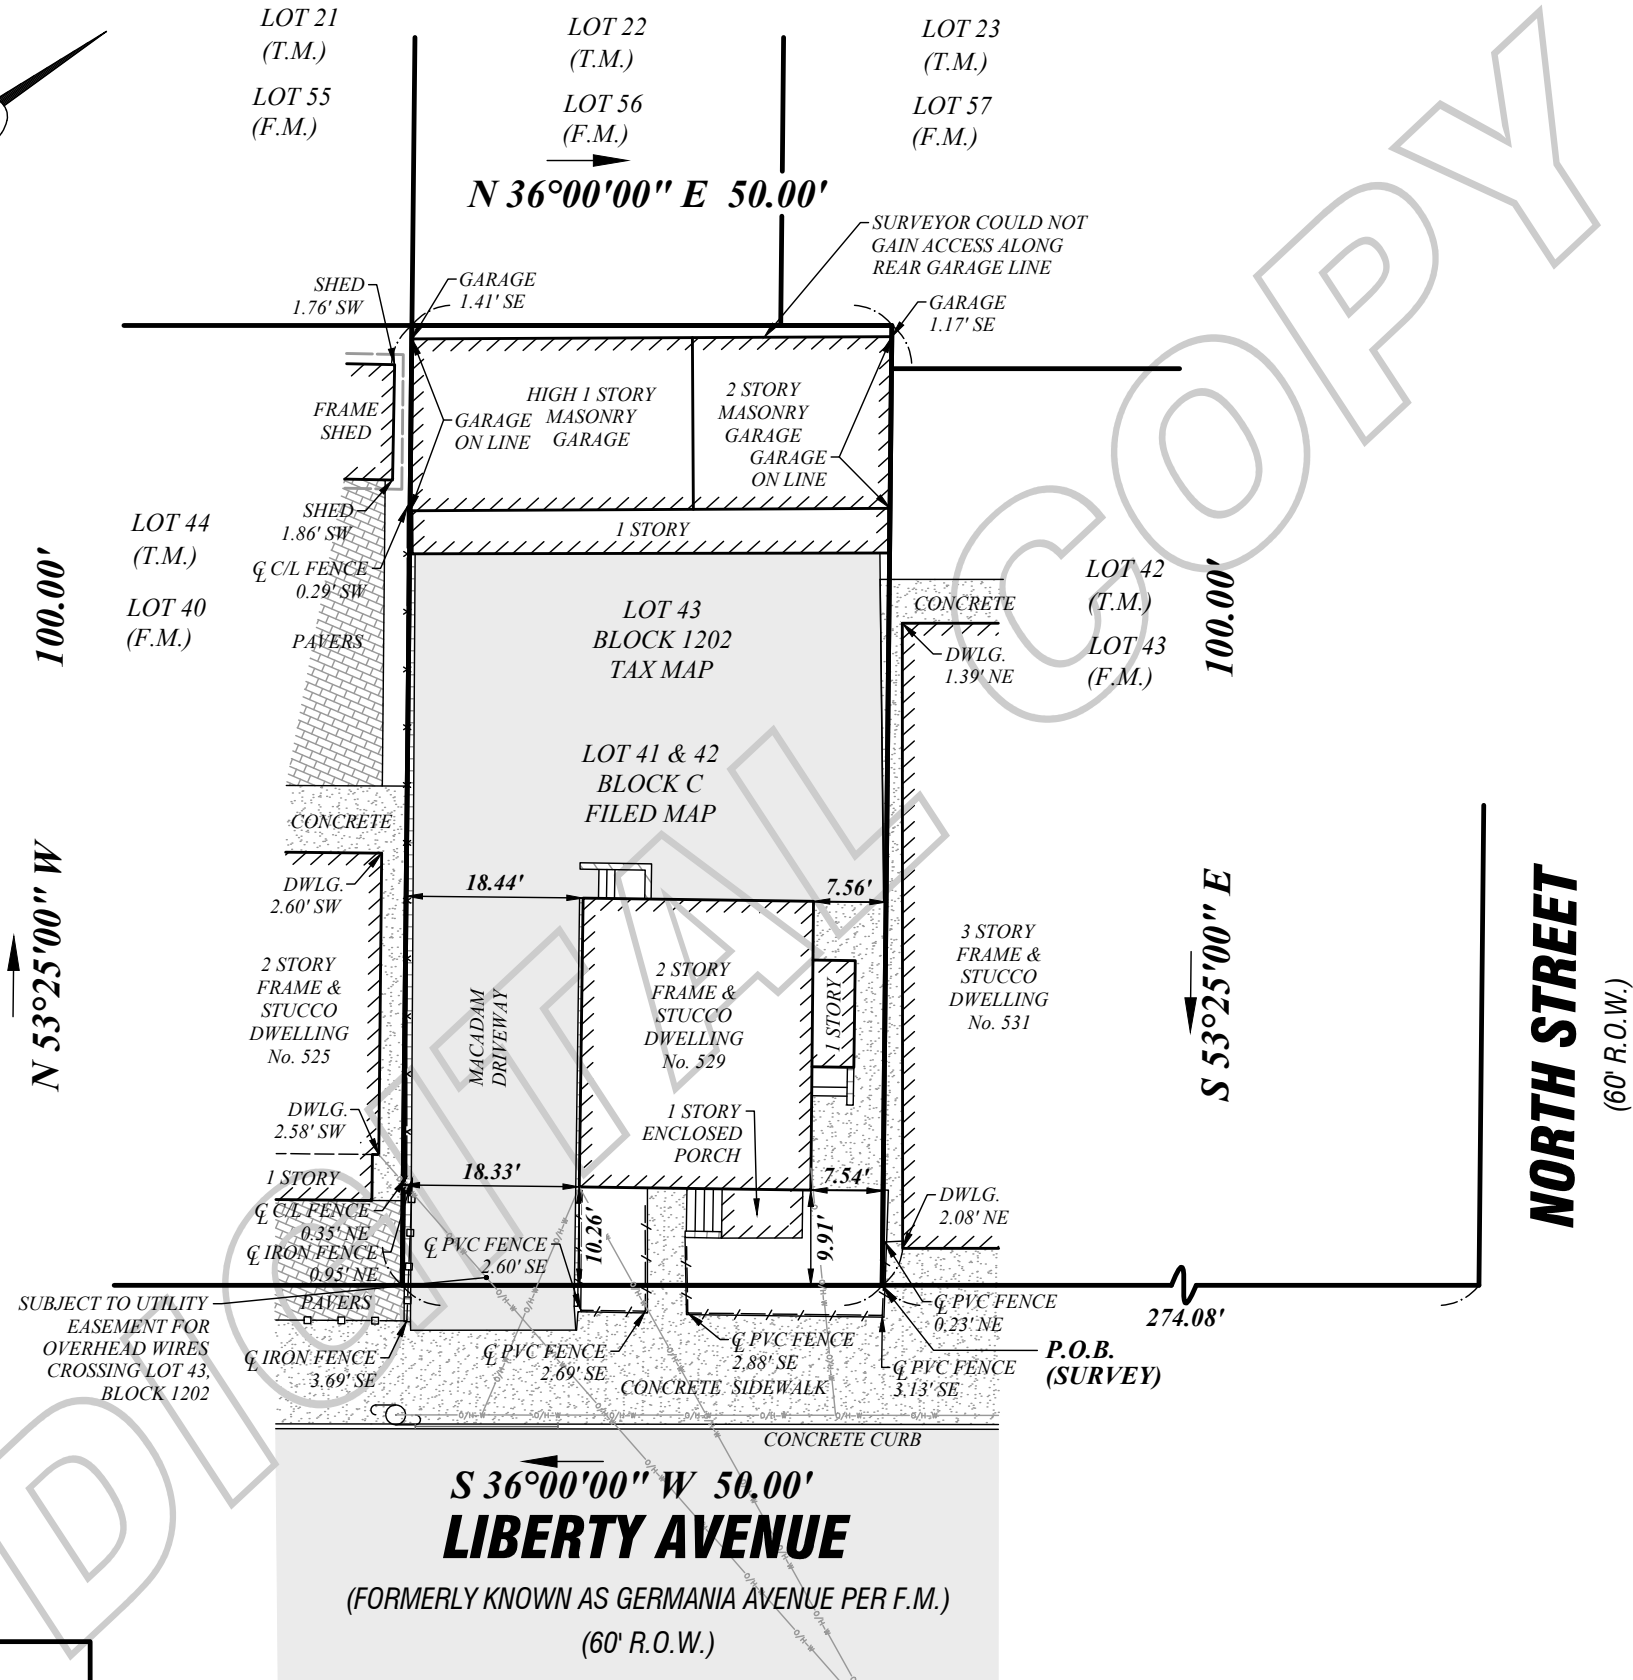 LOT 21
(T.M.)
LOT 55
(F.M.)
LOT 22
(T.M.)
LOT 56
(F.M.)
LOT 23
(T.M.)
LOT 57
(F.M.)
N 36°00'00" E 50.00'
SURVEYOR COULD NOT
GAIN ACCESS ALONG
REAR GARAGE LINE
SHED
1.76' SW
GARAGE
1.41' SE
GARAGE
1.17' SE
FRAME
SHED
GARAGE
ON LINE
HIGH 1 STORY
MASONRY
GARAGE
2 STORY
MASONRY
GARAGE
GARAGE
ON LINE
SHED
1.86' SW
1 STORY
LOT 44
(T.M.)
LOT 40
(F.M.)
100.00'
N 53°25'00" W
℄ C/L FENCE
0.29' SW
PAVERS
LOT 43
BLOCK 1202
TAX MAP
LOT 41 & 42
BLOCK C
FILED MAP
CONCRETE
DWLG.
1.39' NE
LOT 42
(T.M.)
LOT 43
(F.M.)
100.00'
S 53°25'00" E
CONCRETE
DWLG.
2.60' SW
18.44'
7.56'
2 STORY
FRAME &
STUCCO
DWELLING
No. 525
MACADAM
DRIVEWAY
2 STORY
FRAME &
STUCCO
DWELLING
No. 529
1 STORY
3 STORY
FRAME &
STUCCO
DWELLING
No. 531
NORTH STREET
(60' R.O.W.)
DWLG.
2.58' SW
1 STORY
1 STORY
ENCLOSED
PORCH
18.33'
7.54'
10.26'
9.91'
DWLG.
2.08' NE
℄ C/L FENCE
0.35' NE
℄ IRON FENCE
0.95' NE
℄ PVC FENCE
2.60' SE
PAVERS
SUBJECT TO UTILITY
EASEMENT FOR
OVERHEAD WIRES
CROSSING LOT 43,
BLOCK 1202
℄ IRON FENCE
3.69' SE
℄ PVC FENCE
2.69' SE
℄ PVC FENCE
2.88' SE
℄ PVC FENCE
0.23' NE
℄ PVC FENCE
3.13' SE
P.O.B.
(SURVEY)
274.08'
CONCRETE SIDEWALK
O/H-W O/H-W O/H-W O/H-W O/H-W O/H-W
CONCRETE CURB
S 36°00'00" W 50.00'
LIBERTY AVENUE
(FORMERLY KNOWN AS GERMANIA AVENUE PER F.M.)
(60' R.O.W.)
DIGITAL COPY